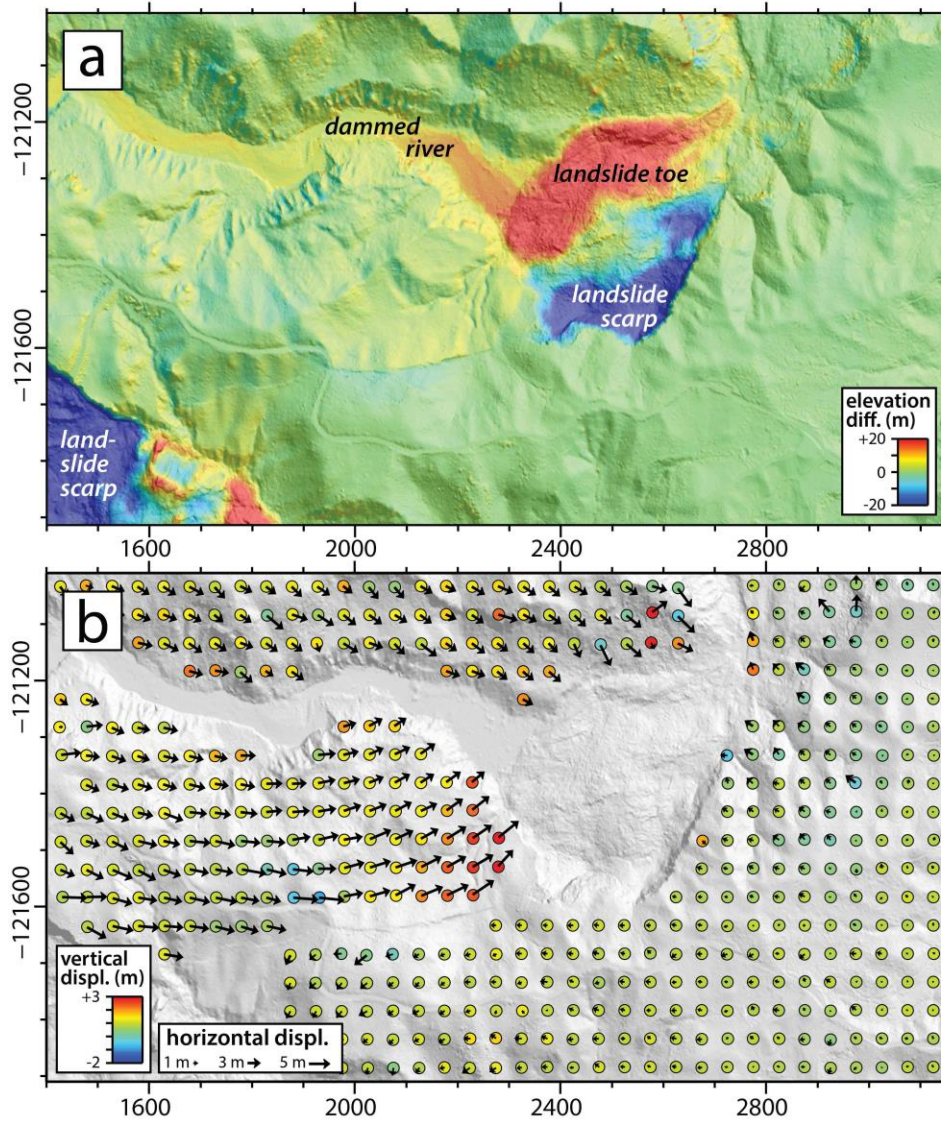 a
dammed
river
landslide toe
landslide
scarp
land-
slide
scarp
elevation
diff. (m)
+20
0
-20
−121200
−121600
1600
2000
2400
2800
b
−121200
−121600
vertical
displ. (m)
+3
-2
horizontal displ.
1 m
3 m
5 m
1600
2000
2400
2800